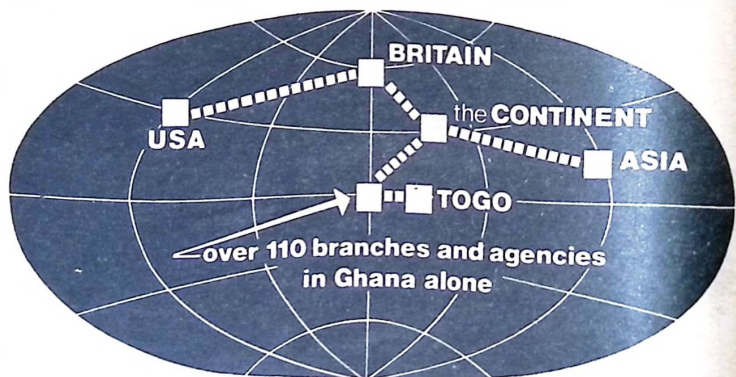 BRITAIN
the CONTINENT
USA
ASIA
TOGO
over 110 branches and agencies
in Ghana alone